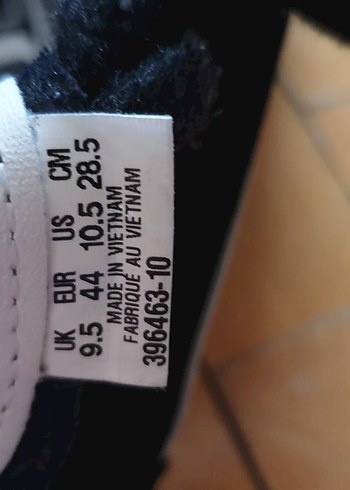 UK EUR US CM
9.5 44 10.5 28.5
MADE IN VIETNAM
FABRIQUE AU VIETNAM
396463-10